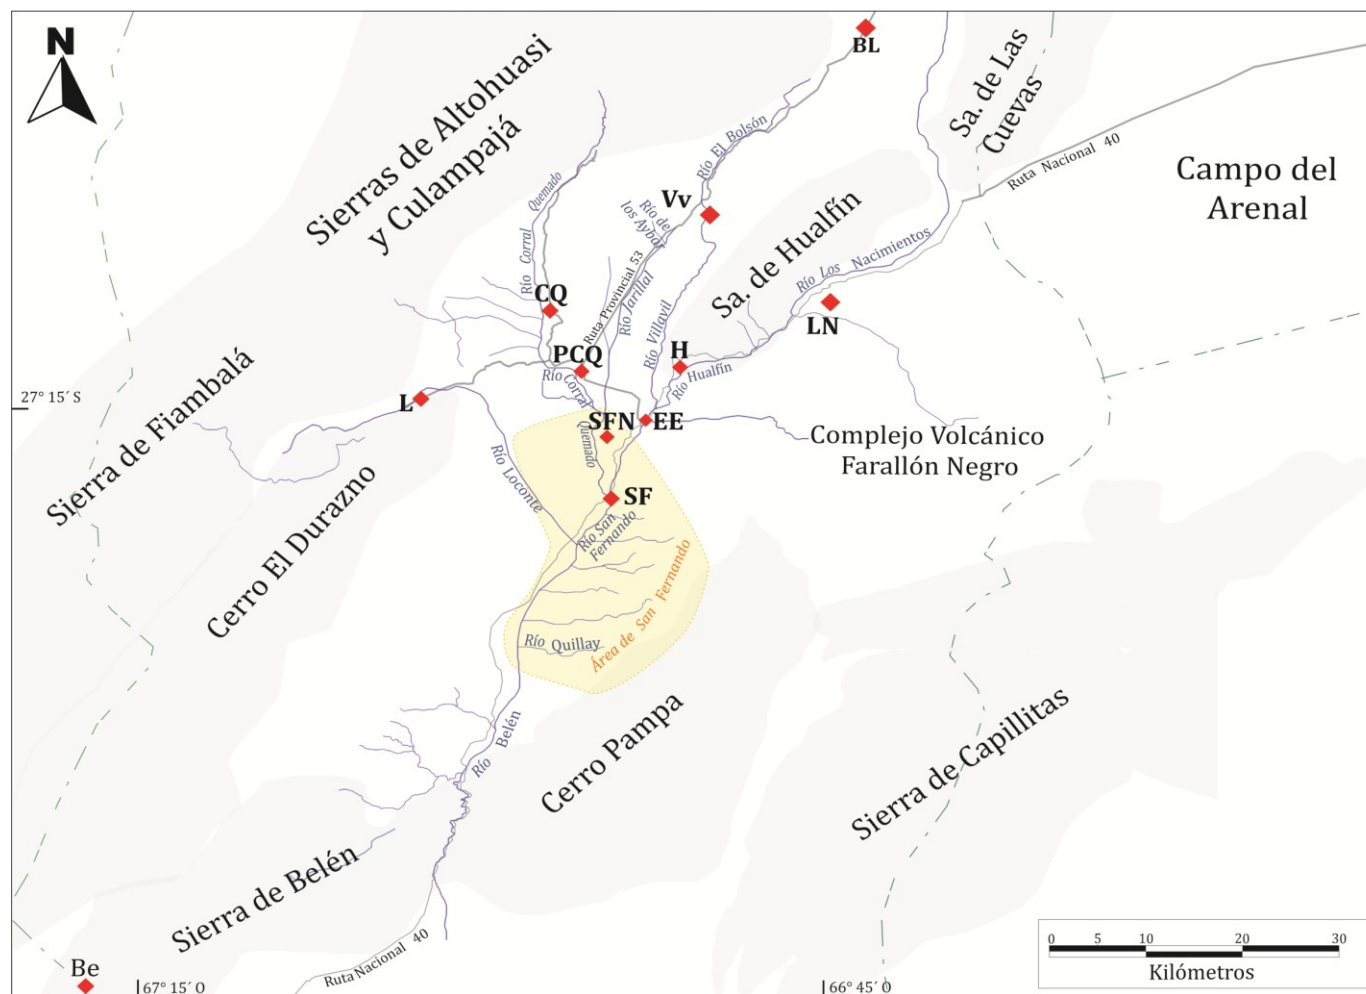 N
BL
Sierras de Altohuasi
y Culampajá
Sa. de Las
Cuevas
Ruta Nacional 40
Campo del
Arenal
Río El Bolsón
Quemado
Río Corral
Vv
Río de
los Aybal
Ruta Provincial 53
Río Jarillal
Río Villavil
Sa. de Hualfín
Río Los Nacimientos
CQ
LN
PCQ
H
Río Hualfín
Río Corral
Quemado
27° 15´ S
L
SFN
EE
Sierra de Fiambalá
Complejo Volcánico
Farallón Negro
Río Loconte
SF
Río San
Fernando
Cerro El Durazno
Área de San Fernando
Río Quillay
Río Belén
Cerro Pampa
Sierra de Capillitas
Sierra de Belén
Ruta Nacional 40
Be
67° 15´ O
66° 45´ O
0 5 10 20 30
Kilómetros